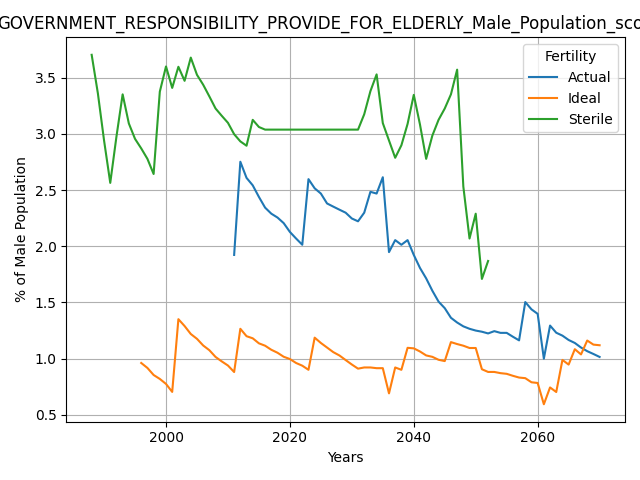 GOVERNMENT_RESPONSIBILITY_PROVIDE_FOR_ELDERLY_Male_Population_sco
Fertility
Actual
Ideal
Sterile
% of Male Population
3.5
3.0
2.5
2.0
1.5
1.0
0.5
2000 2020 2040 2060
Years